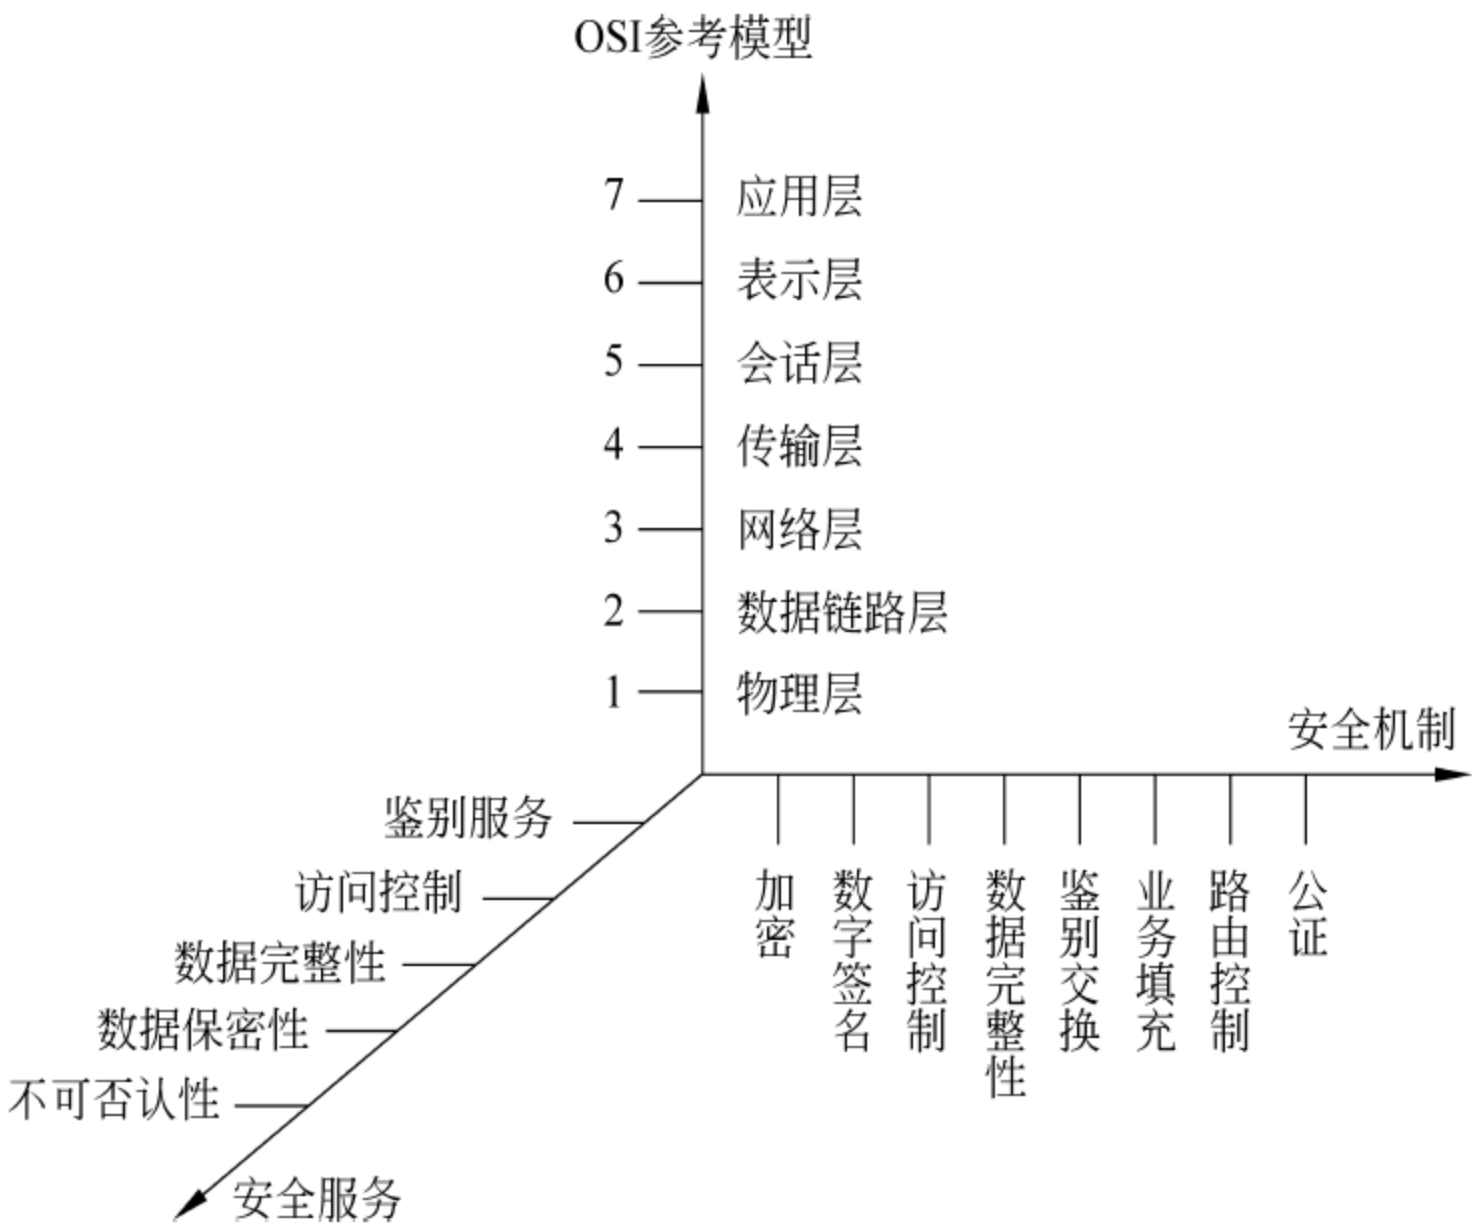 OSI参考模型
7 应用层
6 表示层
5 会话层
4 传输层
3 网络层
2 数据链路层
1 物理层
安全机制
鉴别服务
访问控制
数据完整性
数据保密性
不可否认性
安全服务
加密
数字签名
访问控制
数据完整性
鉴别交换
业务填充
路由控制
公证